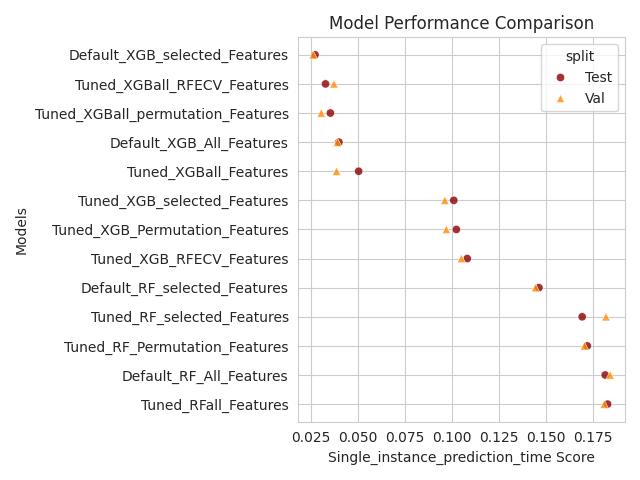 Model Performance Comparison
Default_XGB_selected_Features
Tuned_XGBall_RFECV_Features
Tuned_XGBall_permutation_Features
Default_XGB_All_Features
Tuned_XGBall_Features
Tuned_XGB_selected_Features
Tuned_XGB_Permutation_Features
Tuned_XGB_RFECV_Features
Default_RF_selected_Features
Tuned_RF_selected_Features
Tuned_RF_Permutation_Features
Default_RF_All_Features
Tuned_RFall_Features
Models
split
Test
Val
0.025 0.050 0.075 0.100 0.125 0.150 0.175
Single_instance_prediction_time Score